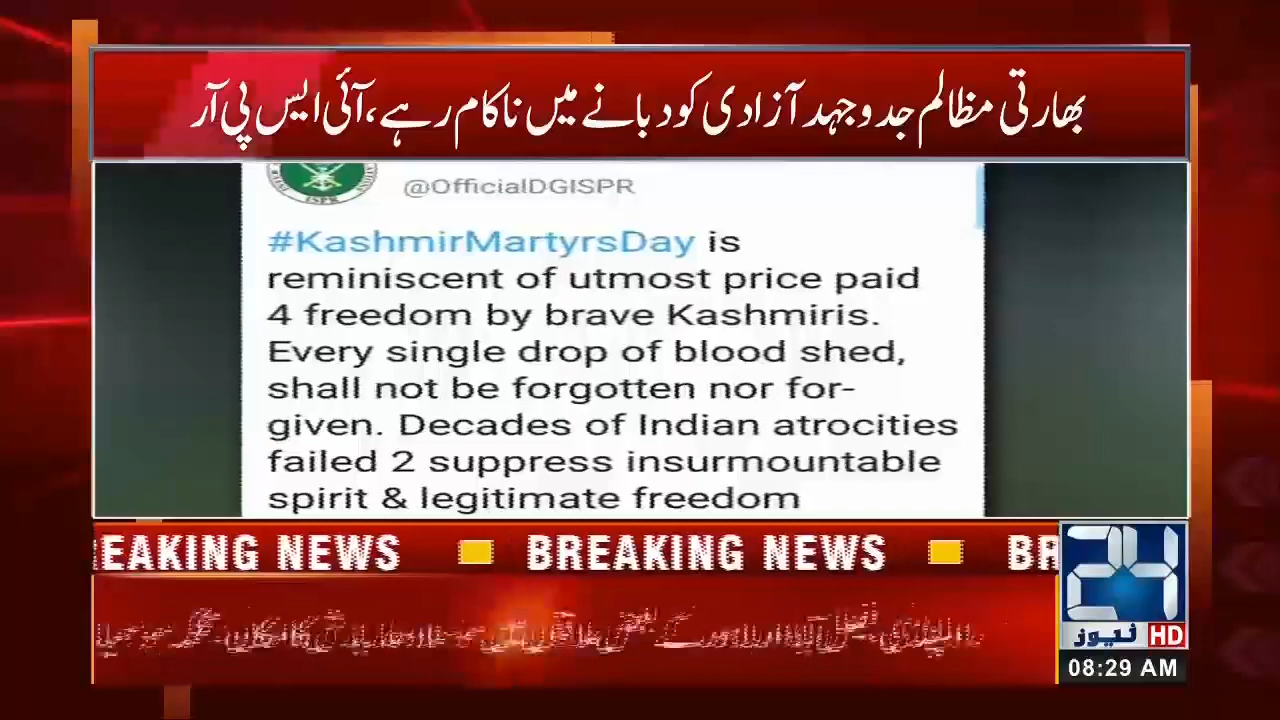 بھارتی مظالم جدوجہد آزادی کو دبانے میں ناکام رہے، آئی ایس پی آر
ISPR
@OfficialDGISPR
#KashmirMartyrsDay is
reminiscent of utmost price paid
4 freedom by brave Kashmiris.
Every single drop of blood shed,
shall not be forgotten nor for-
given. Decades of Indian atrocities
failed 2 suppress insurmountable
spirit & legitimate freedom
EAKING NEWS BREAKING NEWS BR
24
نیوز HD
08:29 AM